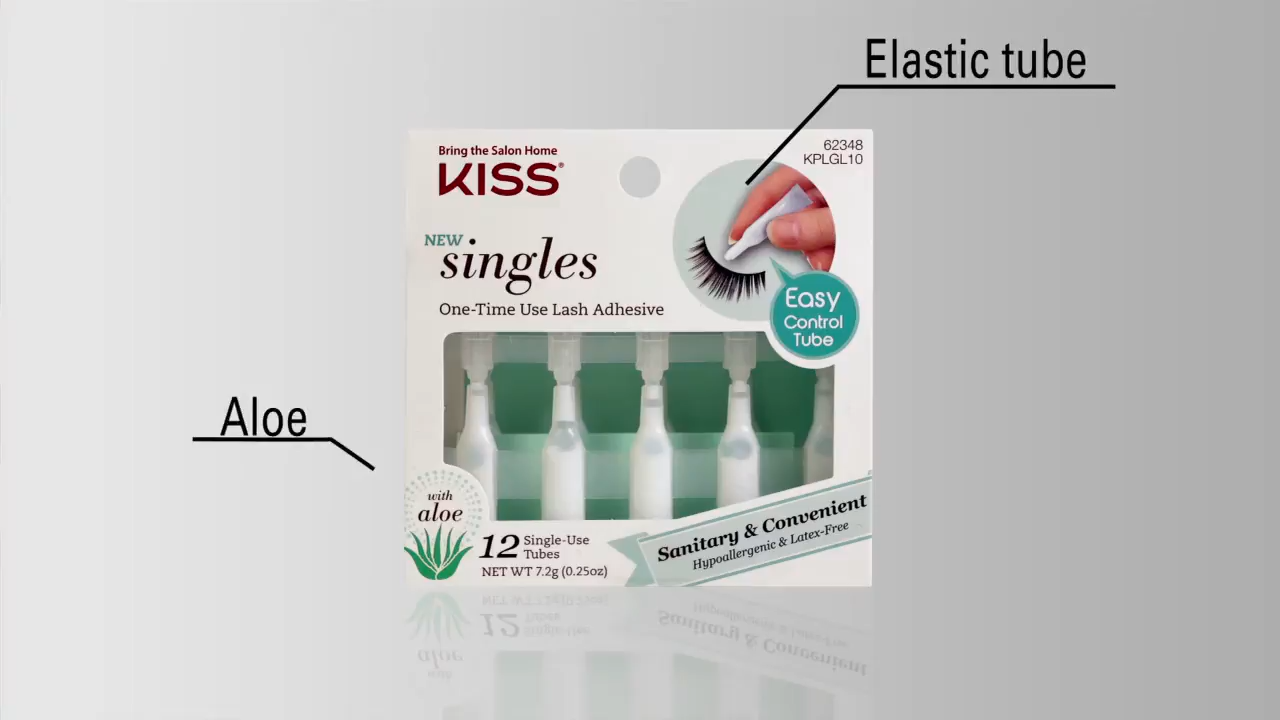 Elastic tube
Bring the Salon Home
KISS®
62348
KPLGL10
NEW
singles
One-Time Use Lash Adhesive
Easy
Control
Tube
Aloe
with
aloe
12 Single-Use
Tubes
NET WT 7.2g (0.25oz)
Sanitary & Convenient
Hypoallergenic & Latex-Free